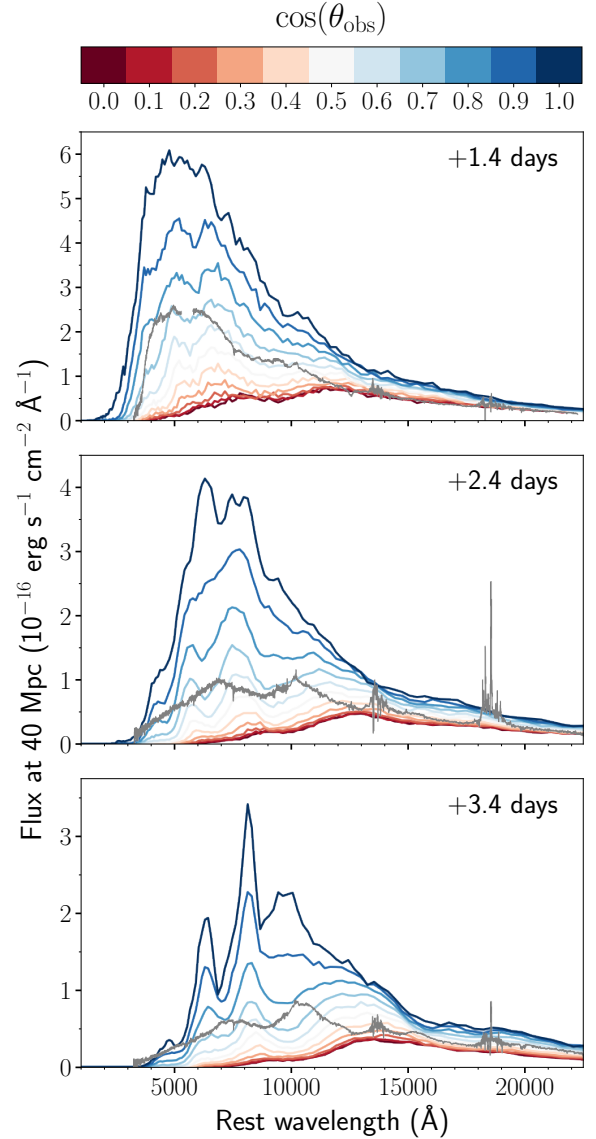 cos(θobs)
0.0 0.1 0.2 0.3 0.4 0.5 0.6 0.7 0.8 0.9 1.0
+1.4 days
6
5
4
3
2
1
0
+2.4 days
4
3
2
1
0
+3.4 days
3
2
1
0
5000 10000 15000 20000
Rest wavelength (Å)
Flux at 40 Mpc (10⁻¹⁶ erg s⁻¹ cm⁻² Å⁻¹)